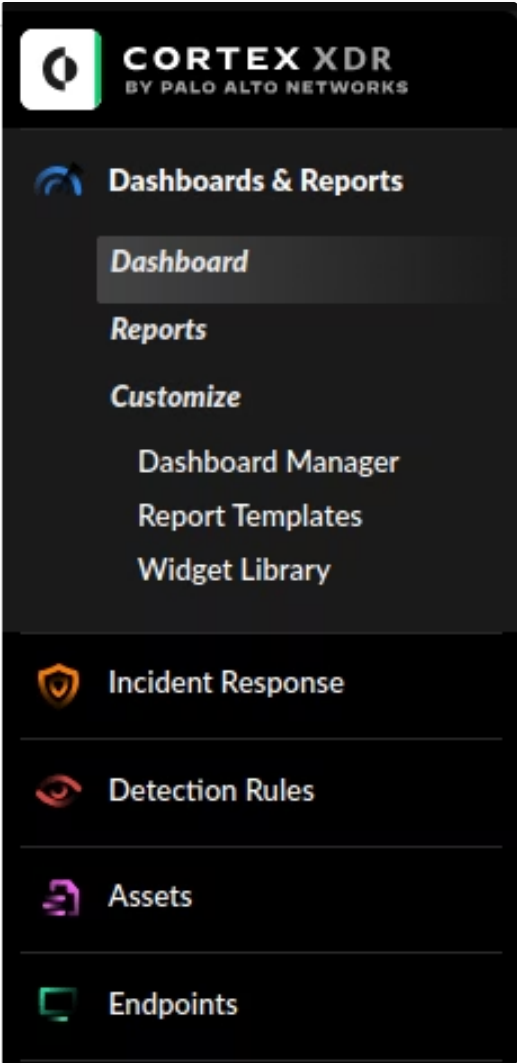 CORTEX XDR
BY PALO ALTO NETWORKS
Dashboards & Reports
Dashboard
Reports
Customize
Dashboard Manager
Report Templates
Widget Library
Incident Response
Detection Rules
Assets
Endpoints